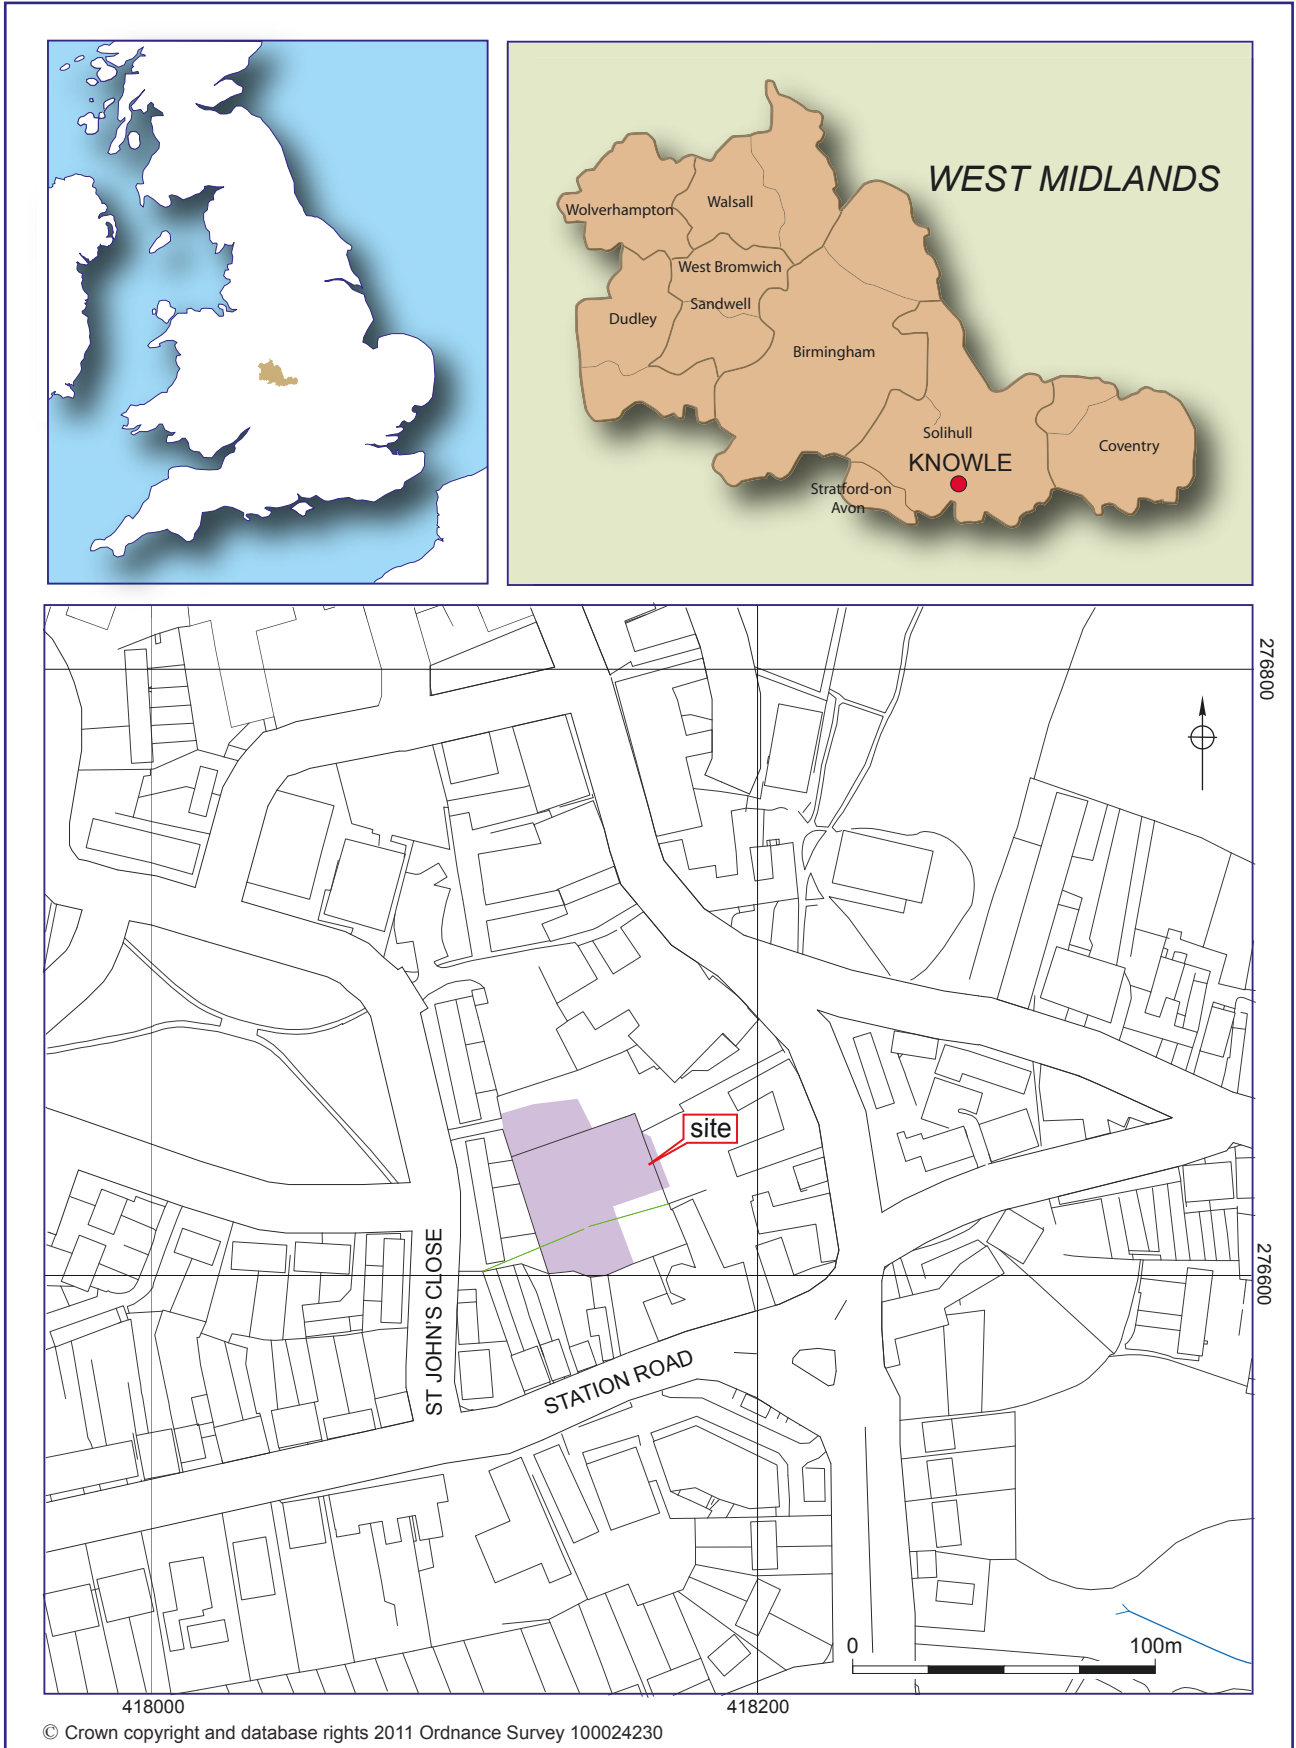 WEST MIDLANDS
Wolverhampton
Walsall
West Bromwich
Sandwell
Dudley
Birmingham
Solihull
KNOWLE
Coventry
Stratford-on
Avon
276800
site
276600
ST JOHN'S CLOSE
STATION ROAD
0 100m
418000 418200
© Crown copyright and database rights 2011 Ordnance Survey 100024230